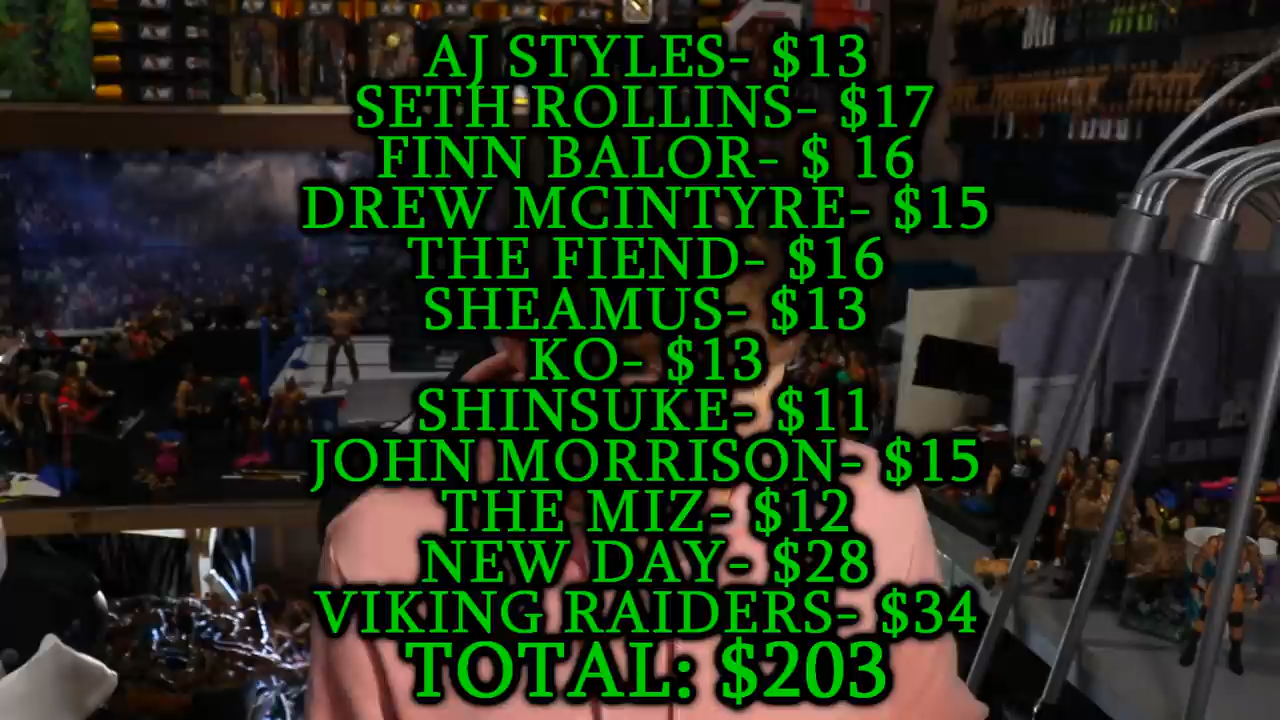 AJ STYLES- $13
SETH ROLLINS- $17
FINN BALOR- $ 16
DREW MCINTYRE- $15
THE FIEND- $16
SHEAMUS- $13
KO- $13
SHINSUKE- $11
JOHN MORRISON- $15
THE MIZ- $12
NEW DAY- $28
VIKING RAIDERS- $34
TOTAL: $203